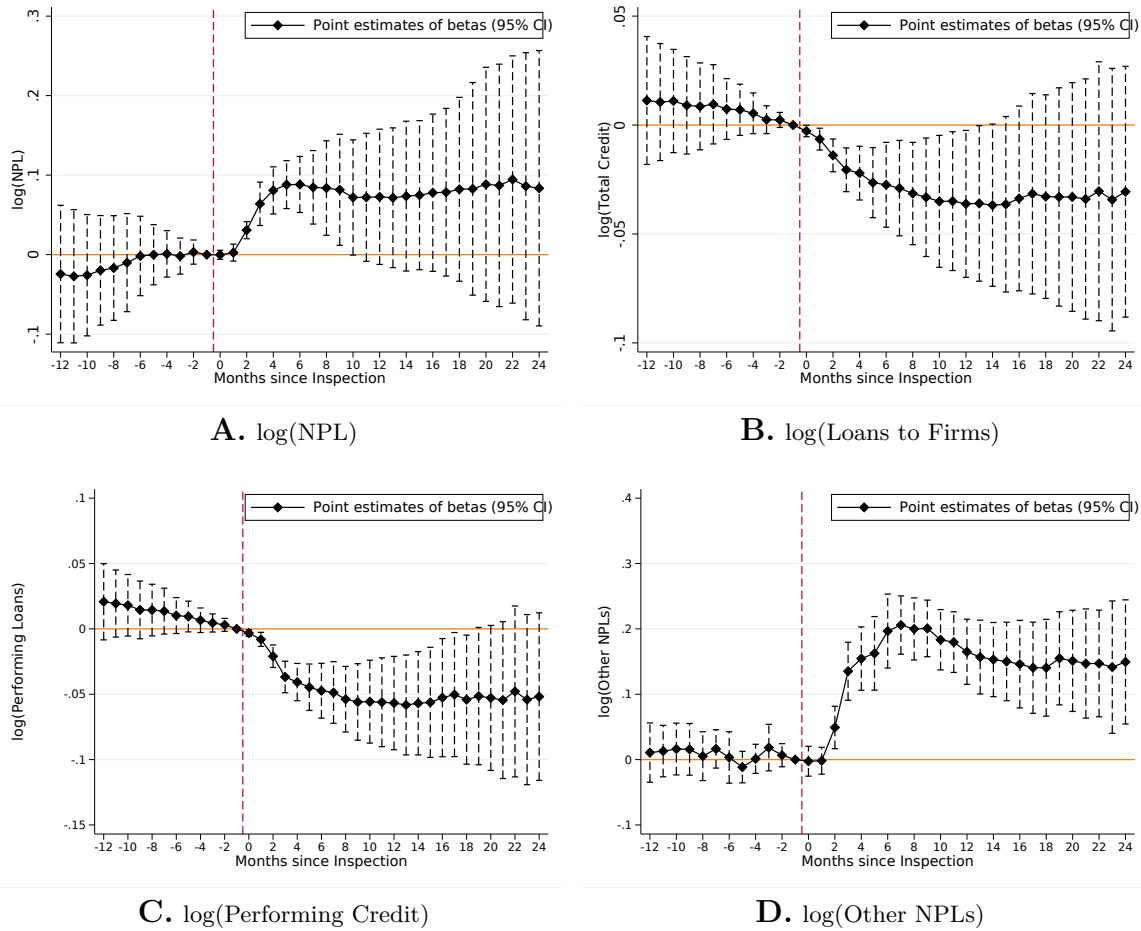 Point estimates of betas (95% CI)
.3
.2
.1
0
-.1
log(NPL)
-12 -10 -8 -6 -4 -2 0 2 4 6 8 10 12 14 16 18 20 22 24
Months since Inspection
A. log(NPL)
Point estimates of betas (95% CI)
.05
0
-.05
-.1
log(Total Credit)
-12 -10 -8 -6 -4 -2 0 2 4 6 8 10 12 14 16 18 20 22 24
Months since Inspection
B. log(Loans to Firms)
Point estimates of betas (95% CI)
.1
.05
0
-.05
-.1
-.15
log(Performing Loans)
-12 -10 -8 -6 -4 -2 0 2 4 6 8 10 12 14 16 18 20 22 24
Months since Inspection
C. log(Performing Credit)
Point estimates of betas (95% CI)
.4
.3
.2
.1
0
-.1
log(Other NPLs)
-12 -10 -8 -6 -4 -2 0 2 4 6 8 10 12 14 16 18 20 22 24
Months since Inspection
D. log(Other NPLs)